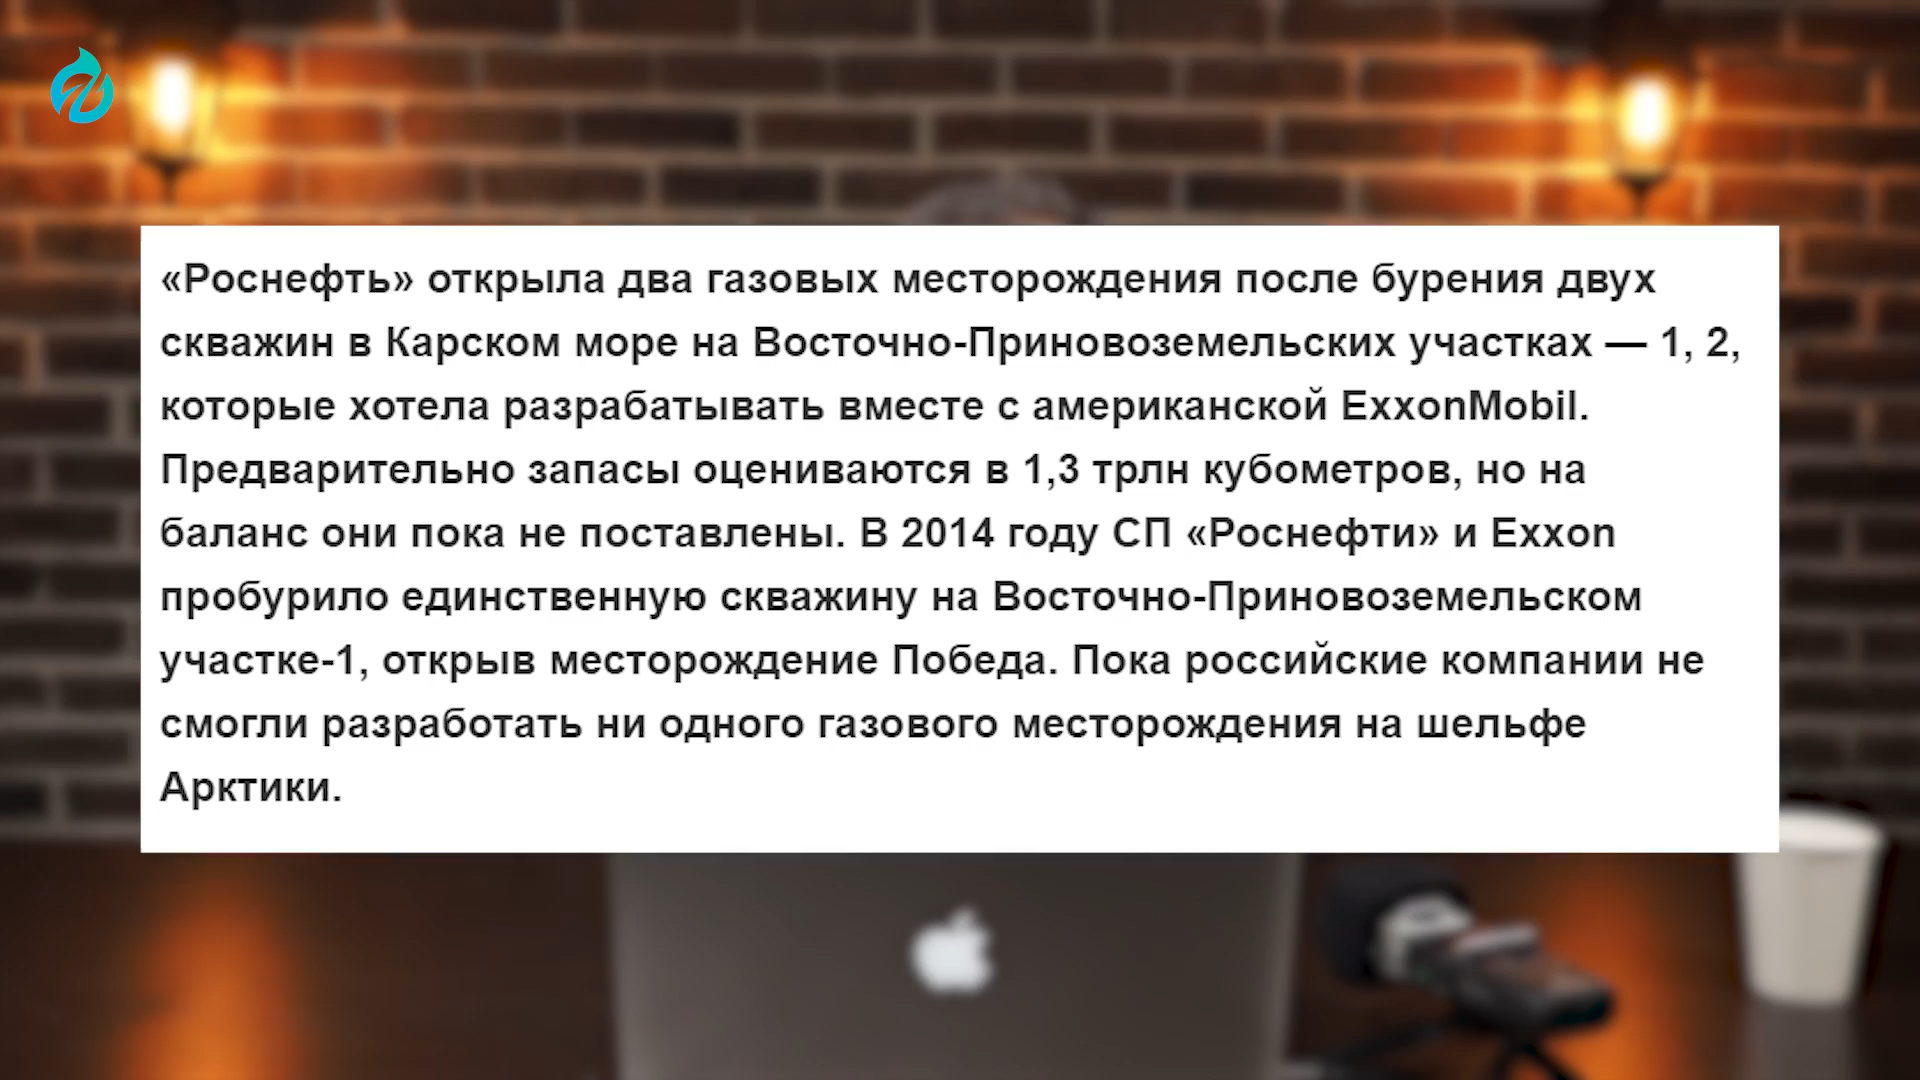 «Роснефть» открыла два газовых месторождения после бурения двух
скважин в Карском море на Восточно-Приновоземельских участках — 1, 2,
которые хотела разрабатывать вместе с американской ExxonMobil.
Предварительно запасы оцениваются в 1,3 трлн кубометров, но на
баланс они пока не поставлены. В 2014 году СП «Роснефти» и Exxon
пробурило единственную скважину на Восточно-Приновоземельском
участке-1, открыв месторождение Победа. Пока российские компании не
смогли разработать ни одного газового месторождения на шельфе
Арктики.